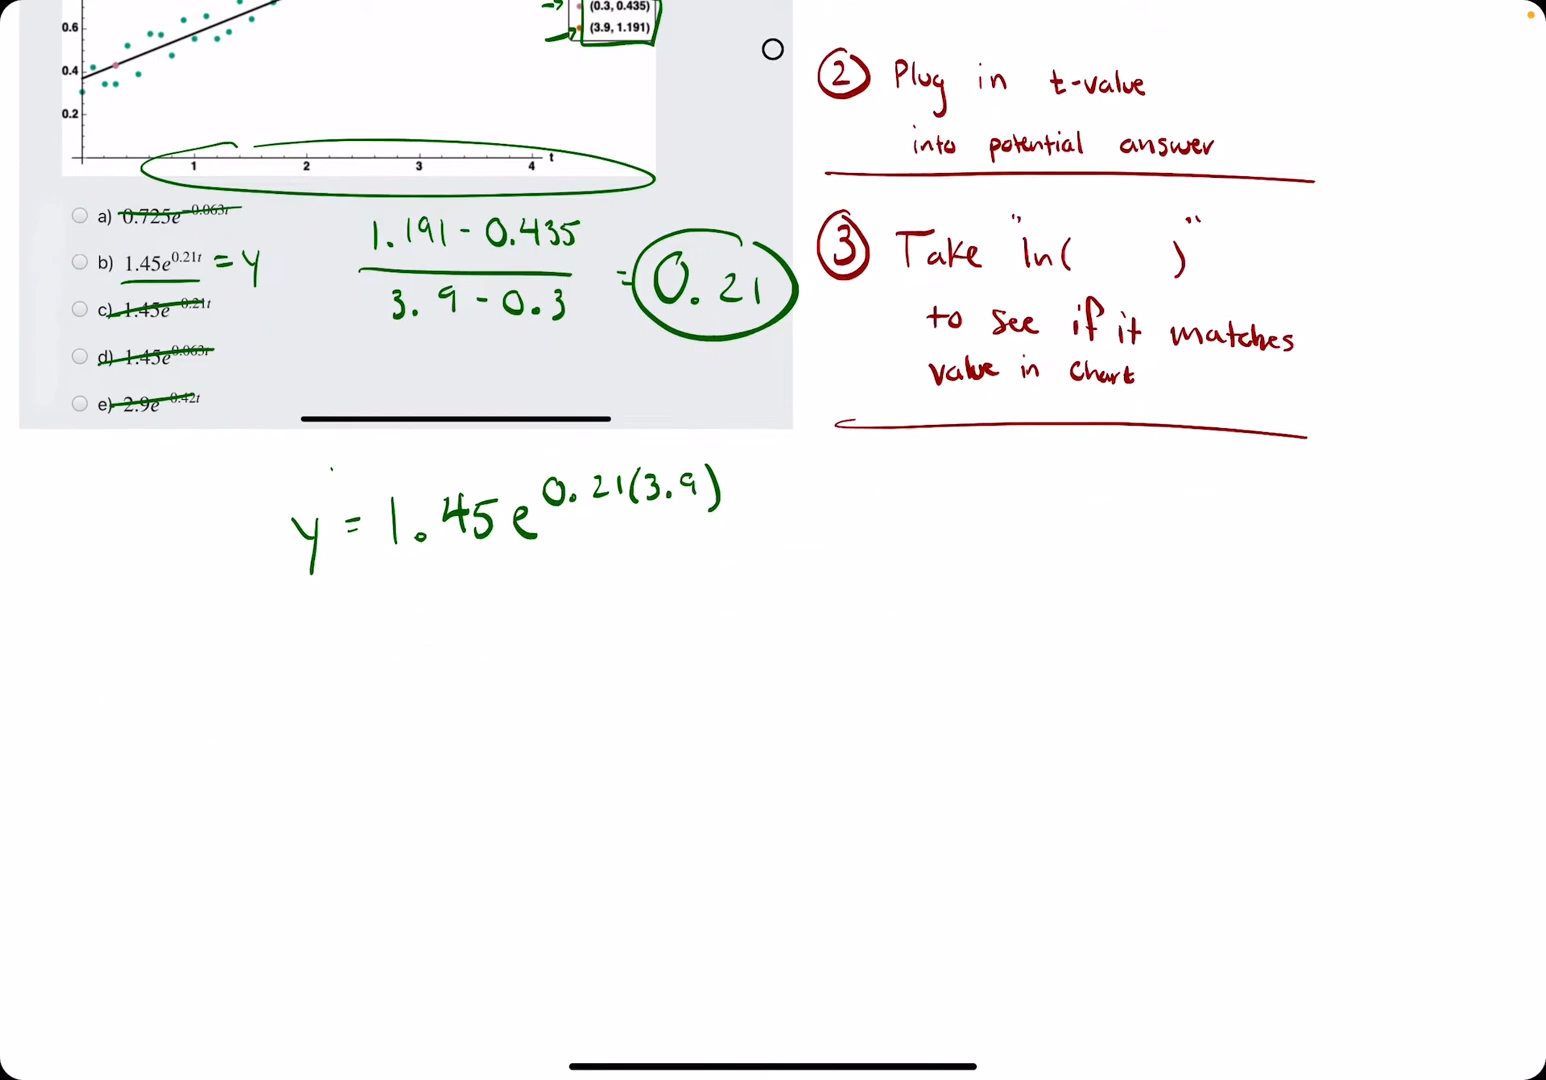 0.6
0.4
0.2
1 2 3 4 t
(0.3, 0.435)
(3.9, 1.191)
a) 0.725e^-0.063t
b) 1.45e^0.21t = y
c) 1.45e^-0.21t
d) 1.45e^0.063t
e) 2.9e^-0.42t
1.191 - 0.435
3.9 - 0.3
= 0.21
y = 1.45e^0.21(3.9)
2 Plug in t-value
into potential answer
3 Take "ln( )"
to see if it matches
value in chart